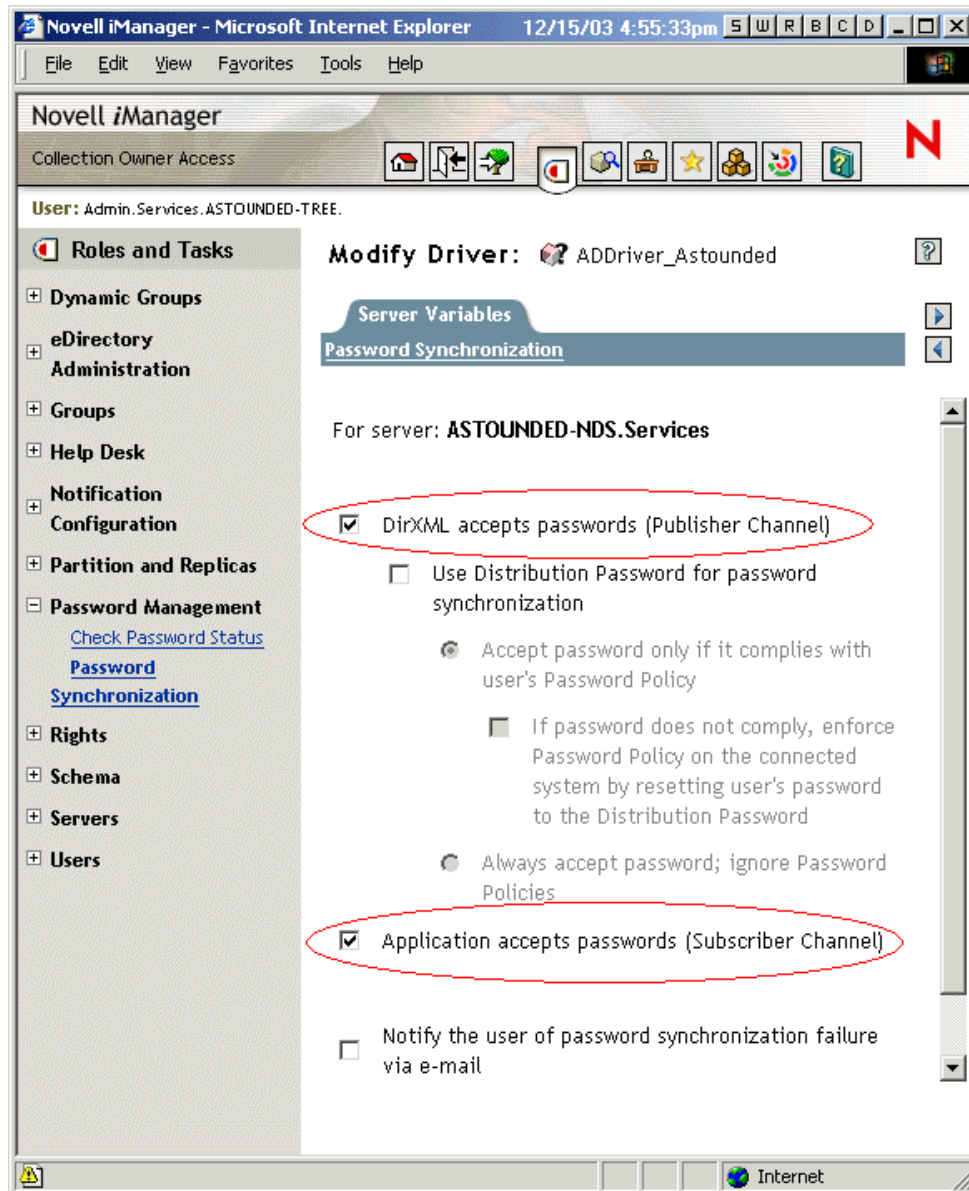 Novell iManager - Microsoft Internet Explorer 12/15/03 4:55:33pm S W R B C D
File Edit View Favorites Tools Help
Novell iManager
Collection Owner Access
N
User: Admin.Services.ASTOUNDED-TREE.
Roles and Tasks
Dynamic Groups
eDirectory
Administration
Groups
Help Desk
Notification
Configuration
Partition and Replicas
Password Management
Check Password Status
Password
Synchronization
Rights
Schema
Servers
Users
Modify Driver: ADDriver_Astounded
?
Server Variables
Password Synchronization
For server: ASTOUNDED-NDS.Services
DirXML accepts passwords (Publisher Channel)
Use Distribution Password for password
synchronization
Accept password only if it complies with
user's Password Policy
If password does not comply, enforce
Password Policy on the connected
system by resetting user's password
to the Distribution Password
Always accept password; ignore Password
Policies
Application accepts passwords (Subscriber Channel)
Notify the user of password synchronization failure
via e-mail
Internet